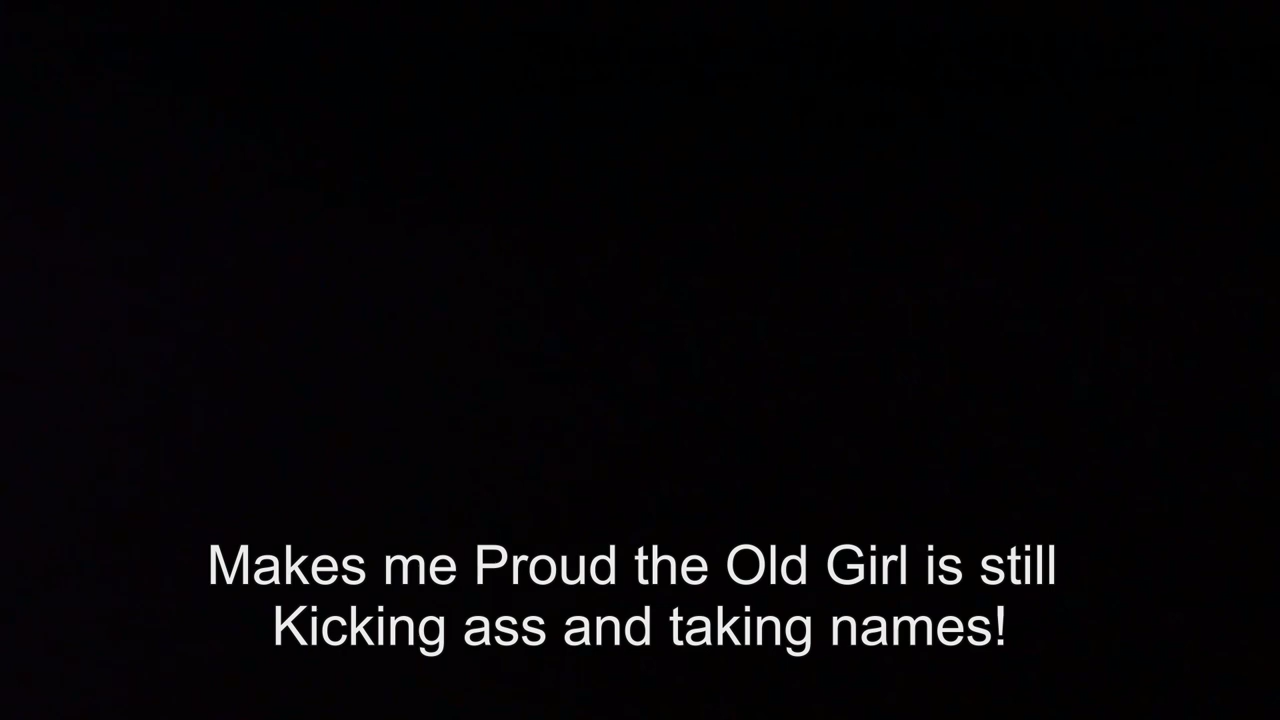 Makes me Proud the Old Girl is still
Kicking ass and taking names!